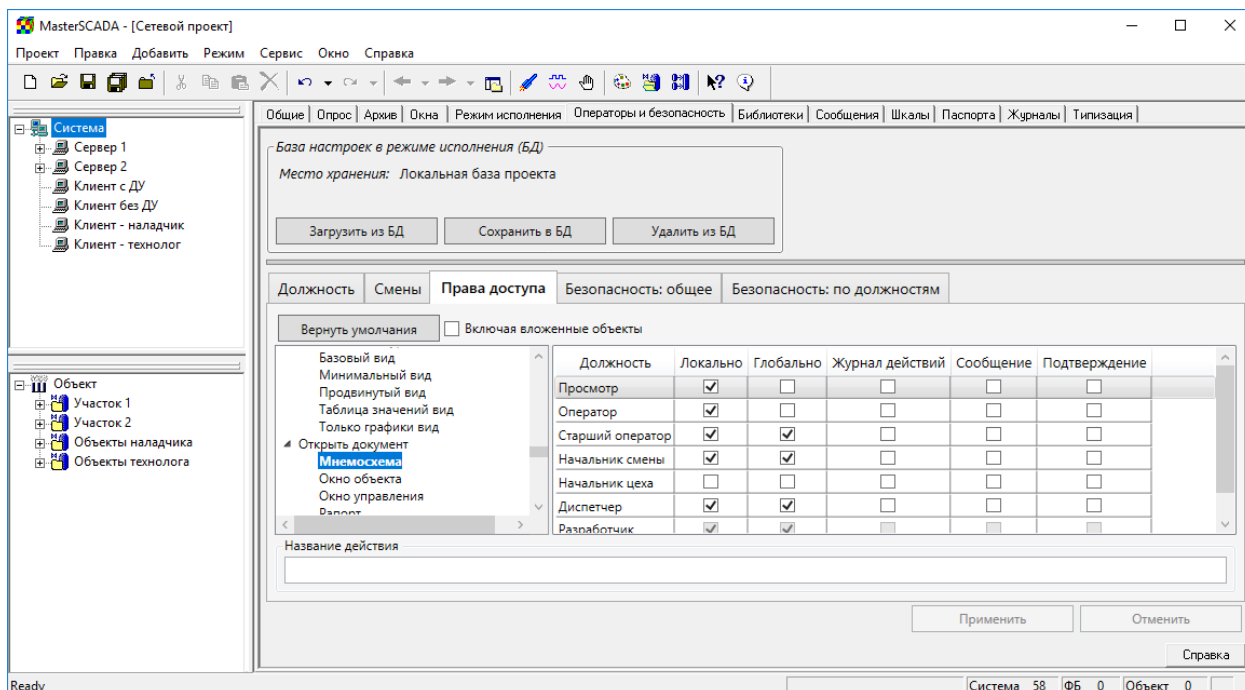 MasterSCADA - [Сетевой проект]
Проект Правка Добавить Режим Сервис Окно Справка
Система
Сервер 1
Сервер 2
Клиент с ДУ
Клиент без ДУ
Клиент - наладчик
Клиент - технолог
Объект
Участок 1
Участок 2
Объекты наладчика
Объекты технолога
Общие Опрос Архив Окна Режим исполнения Операторы и безопасность Библиотеки Сообщения Шкалы Паспорта Журналы Типизация
База настроек в режиме исполнения (БД)
Место хранения: Локальная база проекта
Загрузить из БД Сохранить в БД Удалить из БД
Должность Смены Права доступа Безопасность: общее Безопасность: по должностям
Вернуть умолчания Включая вложенные объекты
Базовый вид
Минимальный вид
Продвинутый вид
Таблица значений вид
Только графики вид
Открыть документ
Мнемосхема
Окно объекта
Окно управления
Рапорт
Должность Локально Глобально Журнал действий Сообщение Подтверждение
Просмотр
Оператор
Старший оператор
Начальник смены
Начальник цеха
Диспетчер
Разработчик
Название действия
Применить Отменить
Справка
Ready Система 58 ФБ 0 Объект 0